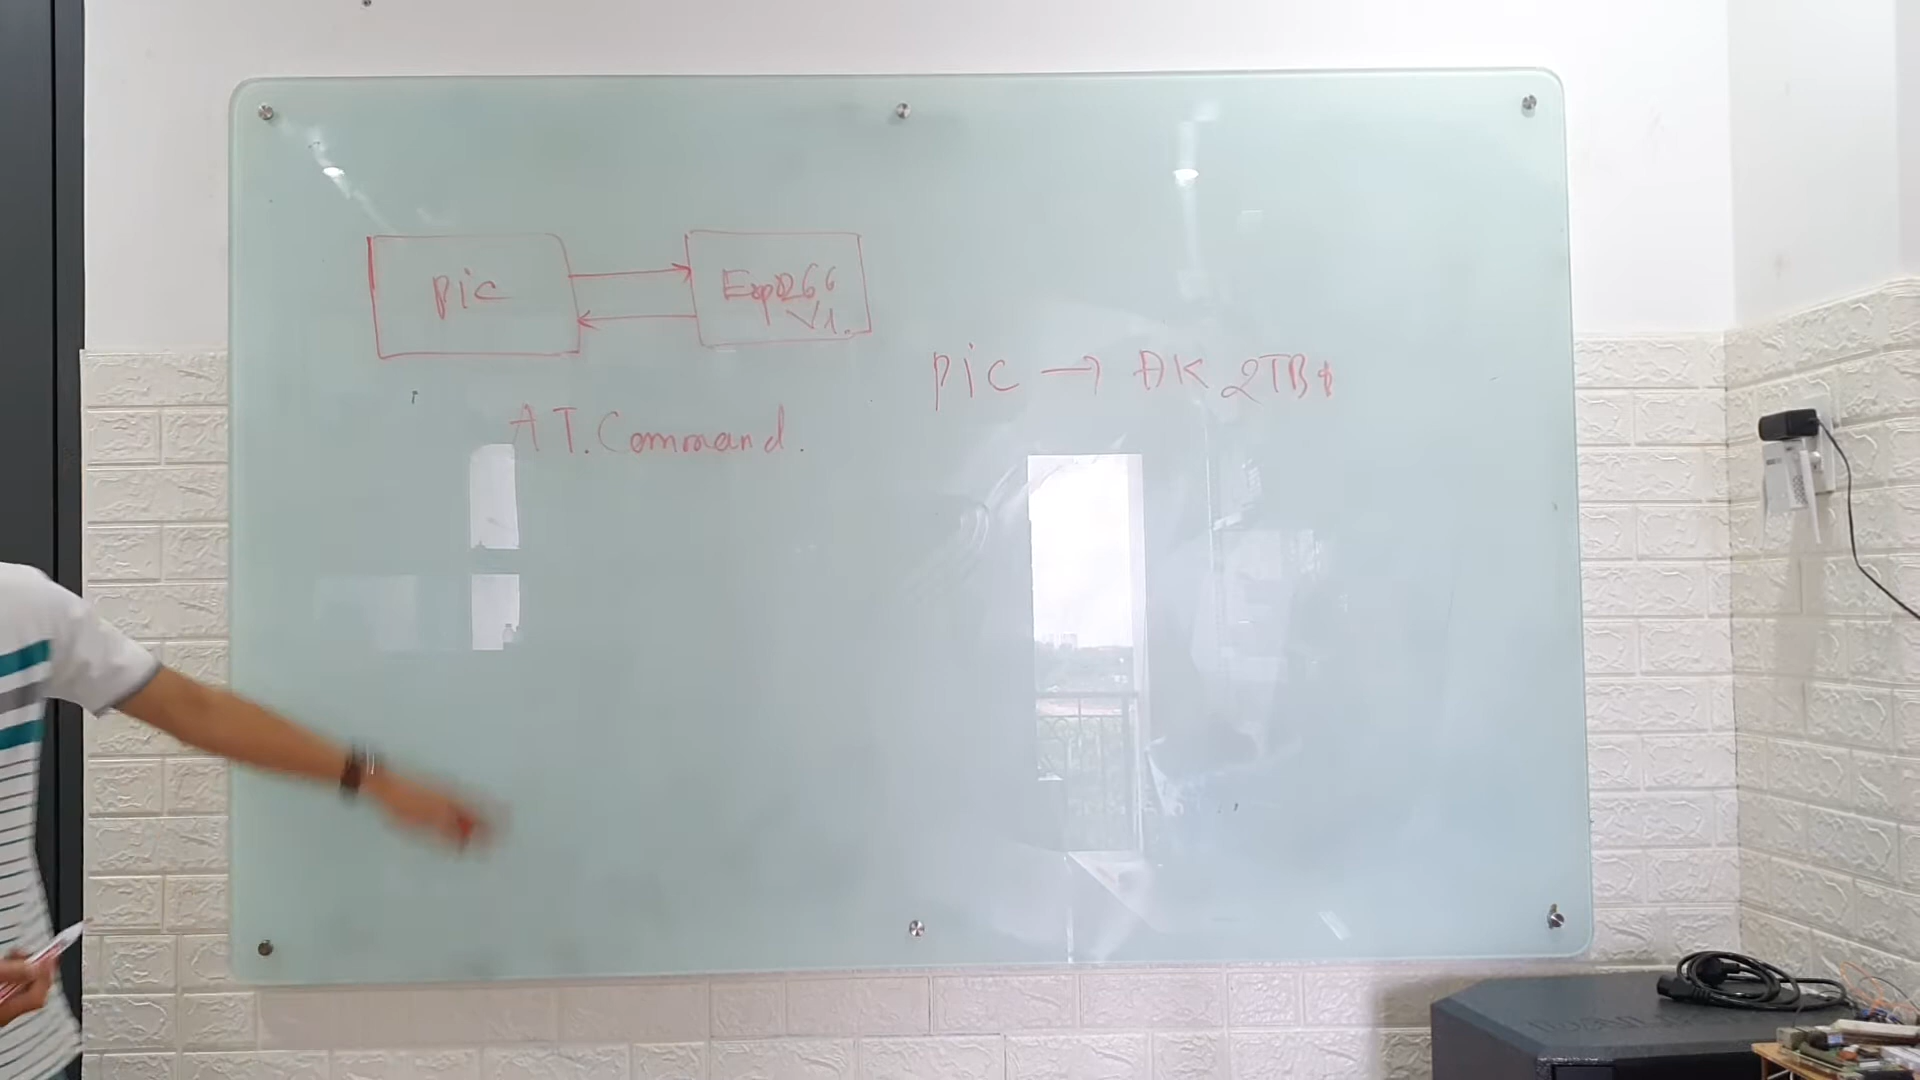 pic
Esp8266
V1.
pic → ĐK 2TB
AT.Command.